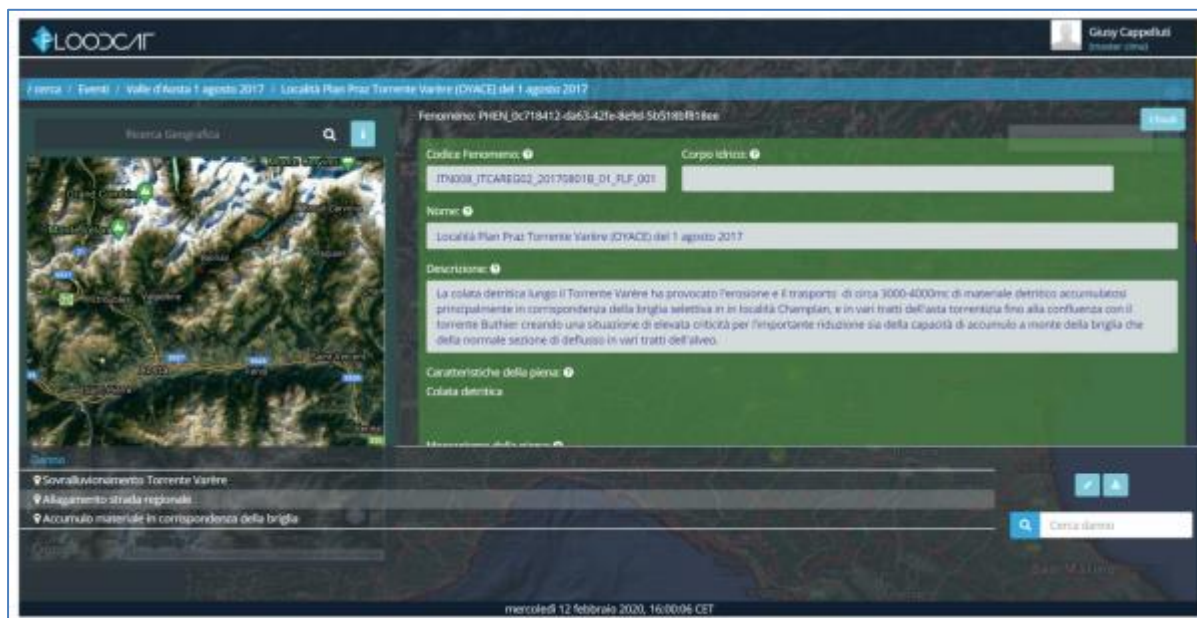 FLOODCAT
Giusy Cappelluti
(master clima)
/ cerca / Eventi / Valle d'Aosta 1 agosto 2017 / Località Plan Praz Torrente Varère (OYACE) del 1 agosto 2017
Ricerca Geografica
Fenomeno: PHEN_0c718412-da63-42fe-8e9d-5b518bf818ee
Chiudi
Codice Fenomeno: Corpo Idrico:
ITN008_ITCAREG02_20170801B_01_FLF_001
Nome:
Località Plan Praz Torrente Varère (OYACE) del 1 agosto 2017
Descrizione:
La colata detritica lungo il Torrente Varère ha provocato l'erosione e il trasporto di circa 3000-4000mc di materiale detritico accumulatosi
principalmente in corrispondenza della briglia selettiva in in località Champlan, e in vari tratti dell'asta torrentizia fino alla confluenza con il
torrente Buthier creando una situazione di elevata criticità per l'importante riduzione sia della capacità di accumulo a monte della briglia che
della normale sezione di deflusso in vari tratti dell'alveo.
Caratteristiche della piena:
Colata detritica
Meccanismo della piena:
Danno
Sovralluvionamento Torrente Varère
Allagamento strada regionale
Accumulo materiale in corrispondenza della briglia
Cerca danno
mercoledì 12 febbraio 2020, 16:00:06 CET